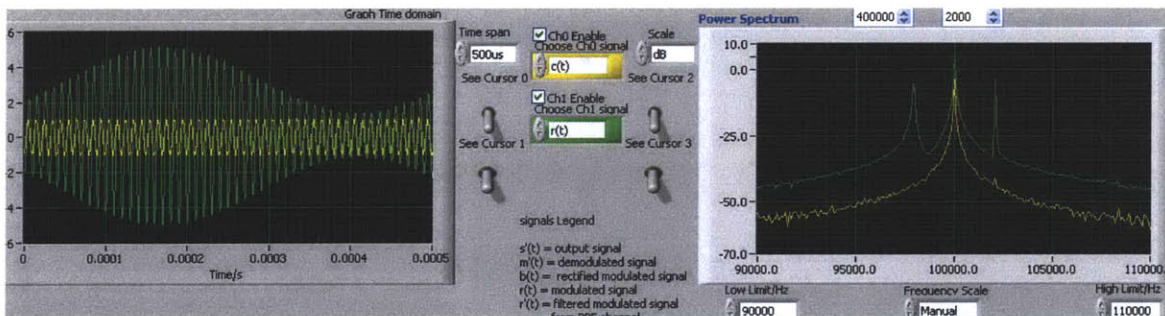 Graph Time domain
6
4
2
0
2
4
6
0
0.0001
0.0002
0.0003
0.0004
0.0005
Time/s
Time span
500us
See Cursor 0
See Cursor 1
Ch0 Enable
Choose Ch0 signal
c(t)
Ch1 Enable
Choose Ch1 signal
r(t)
Scale
dB
See Cursor 2
See Cursor 3
signals Legend
s'(t) = output signal
m'(t) = demodulated signal
b(t) = rectified modulated signal
r(t) = modulated signal
r'(t) = filtered modulated signal
Power Spectrum
400000
2000
10.0
0.0
-25.0
-50.0
-70.0
90000.0
95000.0
100000.0
105000.0
110000.0
Low Limit/Hz
90000
Frequency Scale
Manual
High Limit/Hz
110000